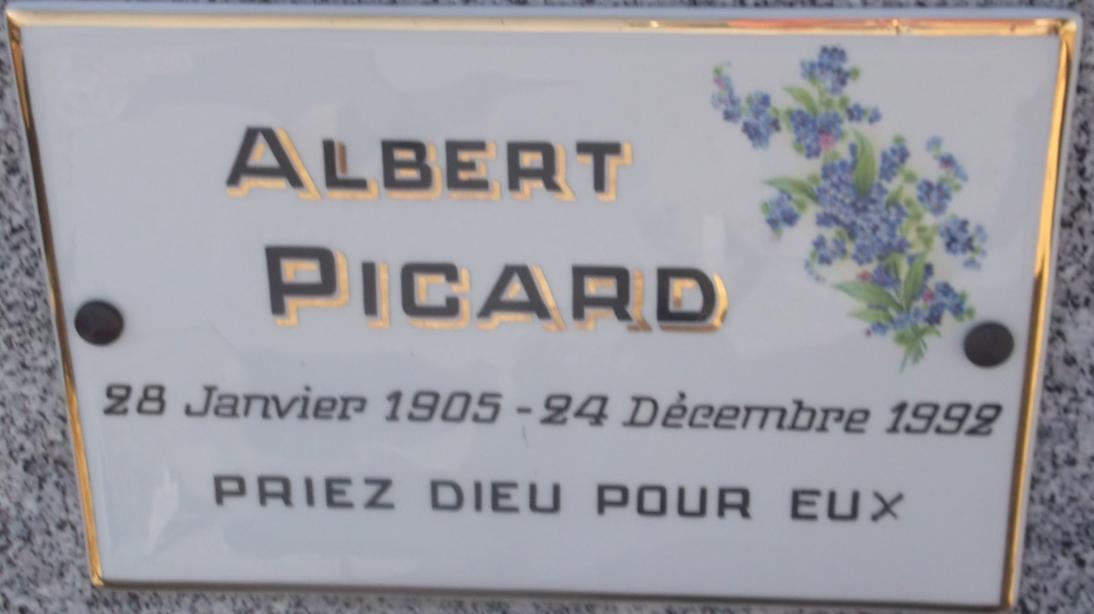 ALBERT
PICARD
28 Janvier 1905 - 24 Décembre 1992
PRIEZ DIEU POUR EUX